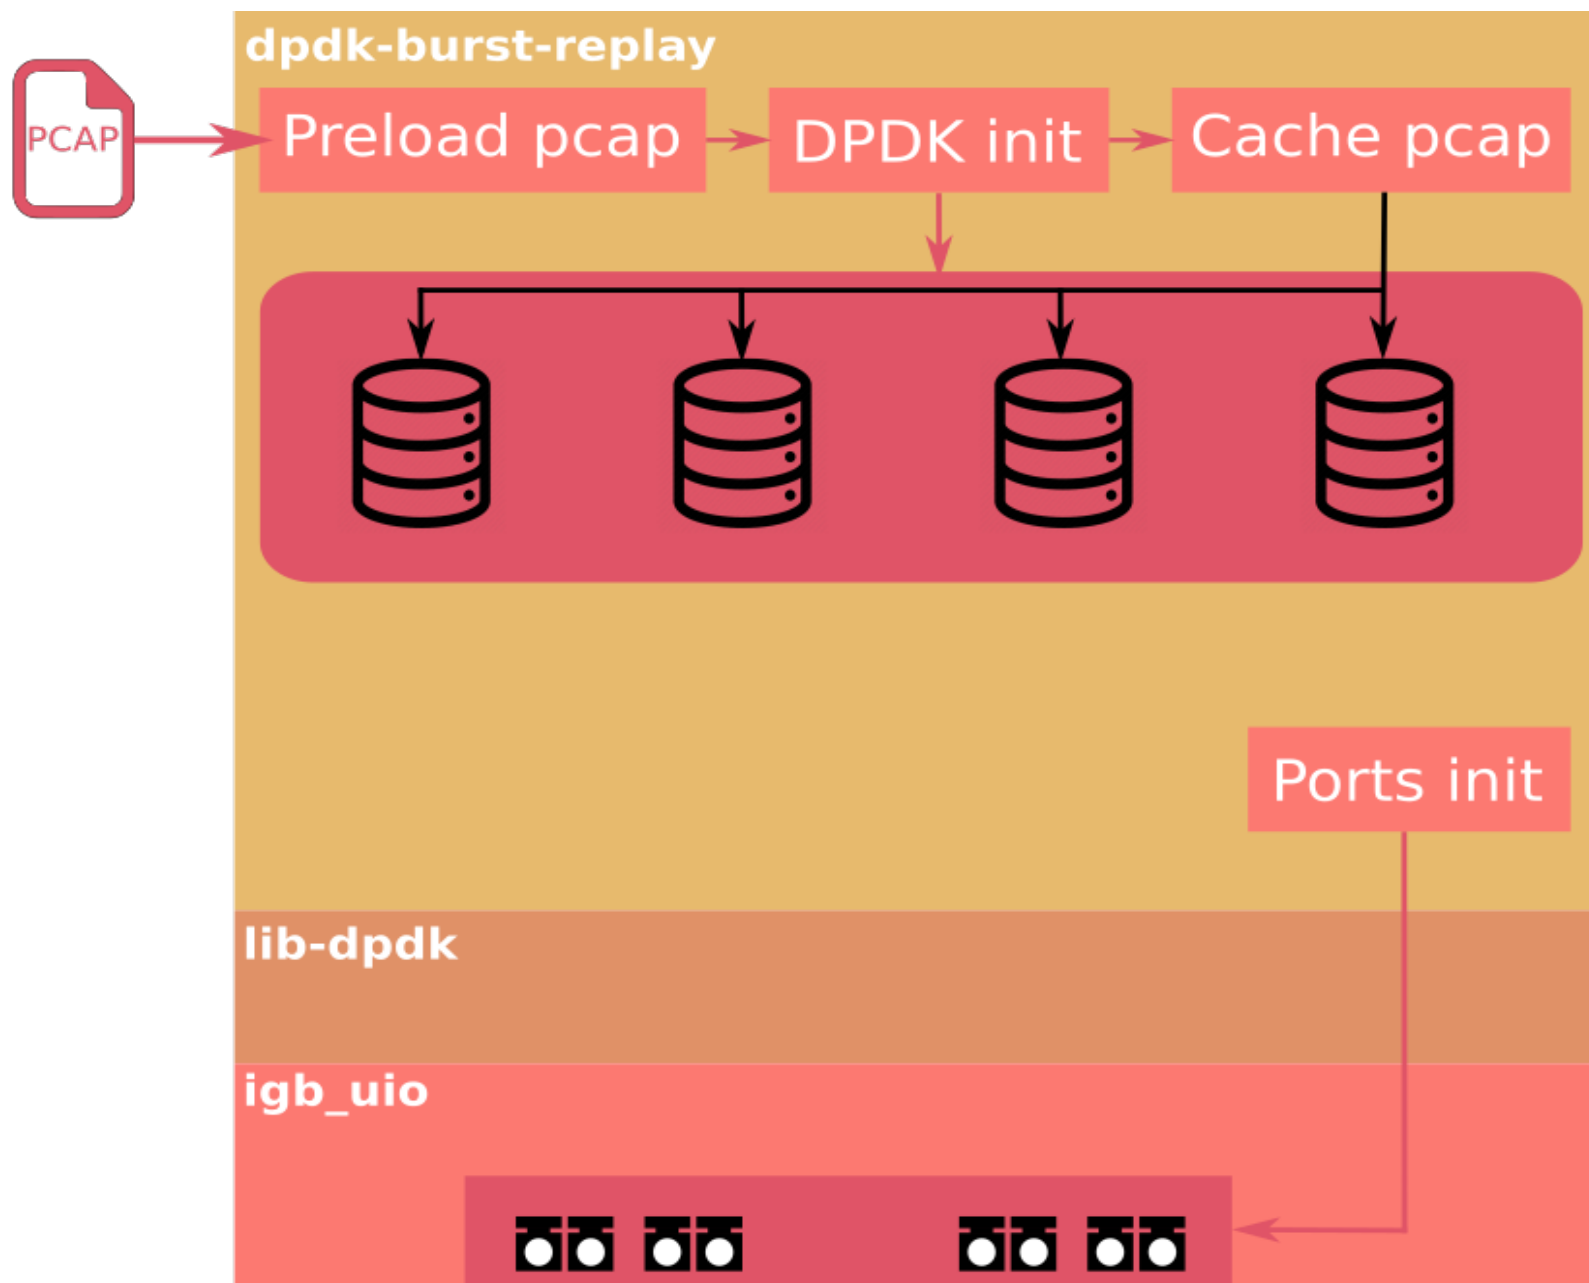 dpdk-burst-replay
PCAP
Preload pcap
DPDK init
Cache pcap
Ports init
lib-dpdk
igb_uio